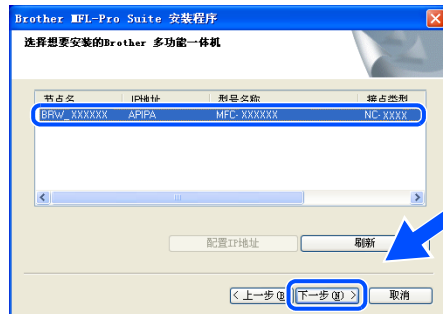 Brother MFL-Pro Suite 安装程序
选择想要安装的Brother 多功能一体机
节点名 IP地址 型号名称 接点类型
BRW_XXXXXX APIPA MFC-XXXXXX NC-XXXX
配置IP地址 刷新
<上一步(B) 下一步(N) > 取消